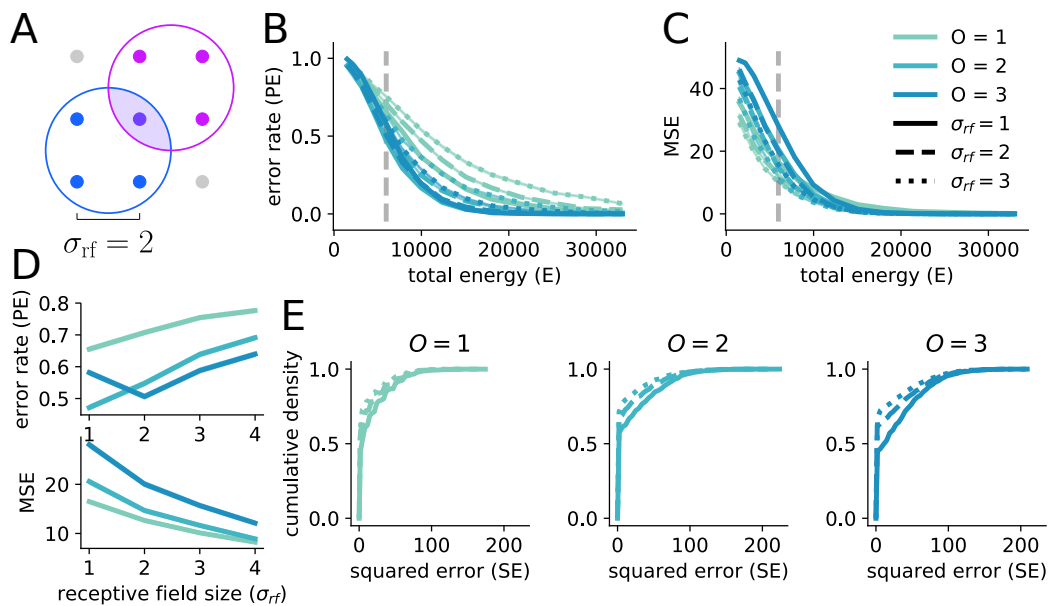 A
σrf = 2
B
error rate (PE)
1.0
0.5
0.0
0 10000 20000 30000
total energy (E)
C
MSE
40
20
0
0 10000 20000 30000
total energy (E)
O = 1
O = 2
O = 3
σrf = 1
σrf = 2
σrf = 3
D
error rate (PE)
0.8
0.7
0.6
0.5
1 2 3 4
MSE
20
10
1 2 3 4
receptive field size (σrf)
E
cumulative density
O = 1
1.0
0.5
0.0
0 100 200
squared error (SE)
O = 2
1.0
0.5
0.0
0 100 200
squared error (SE)
O = 3
1.0
0.5
0.0
0 100 200
squared error (SE)